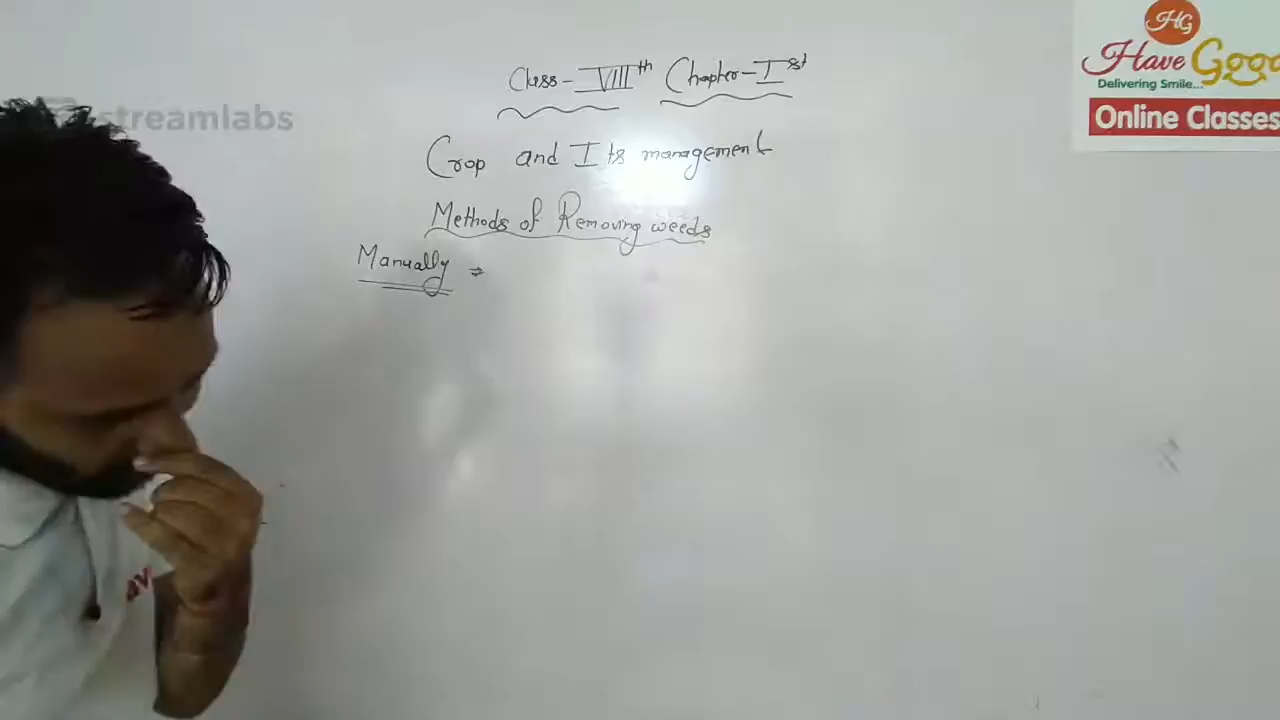 streamlabs
HG
Have Good
Delivering Smile...
Online Classes
Class-VIIIth Chapter-Ist
Crop and Its management
Methods of Removing weeds
Manually ⇒